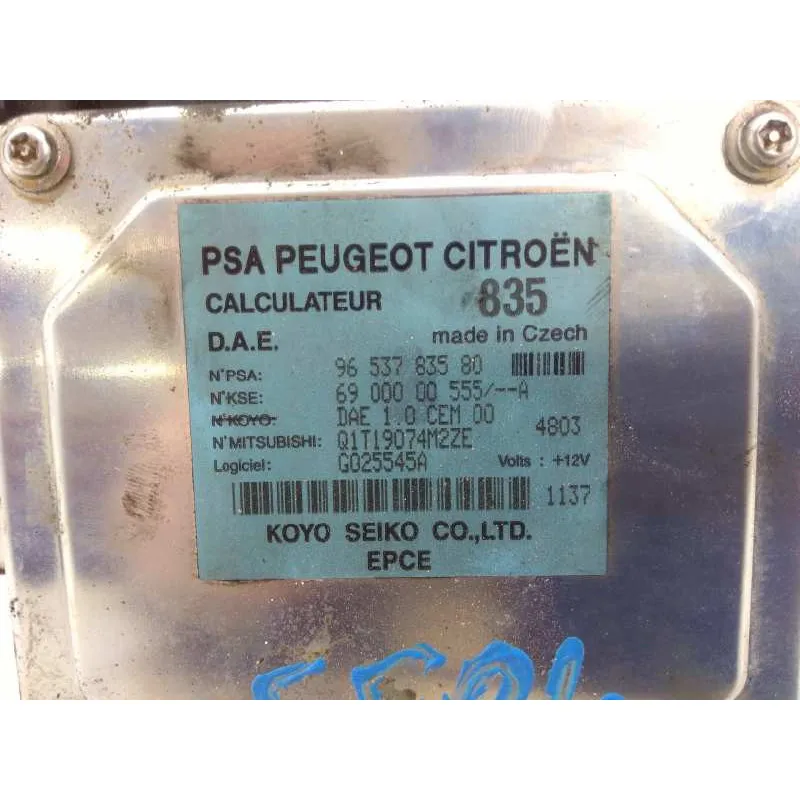 PSA PEUGEOT CITROËN
CALCULATEUR 835
D.A.E. made in Czech
N°PSA: 96 537 835 80
N°KSE: 69 000 00 555/--A
N°KOYO: DAE 1.0 CEM 00
4803
N°MITSUBISHI: Q1T19074M2ZE
Logiciel: G025545A Volts : +12V
1137
KOYO SEIKO CO.,LTD.
EPCE